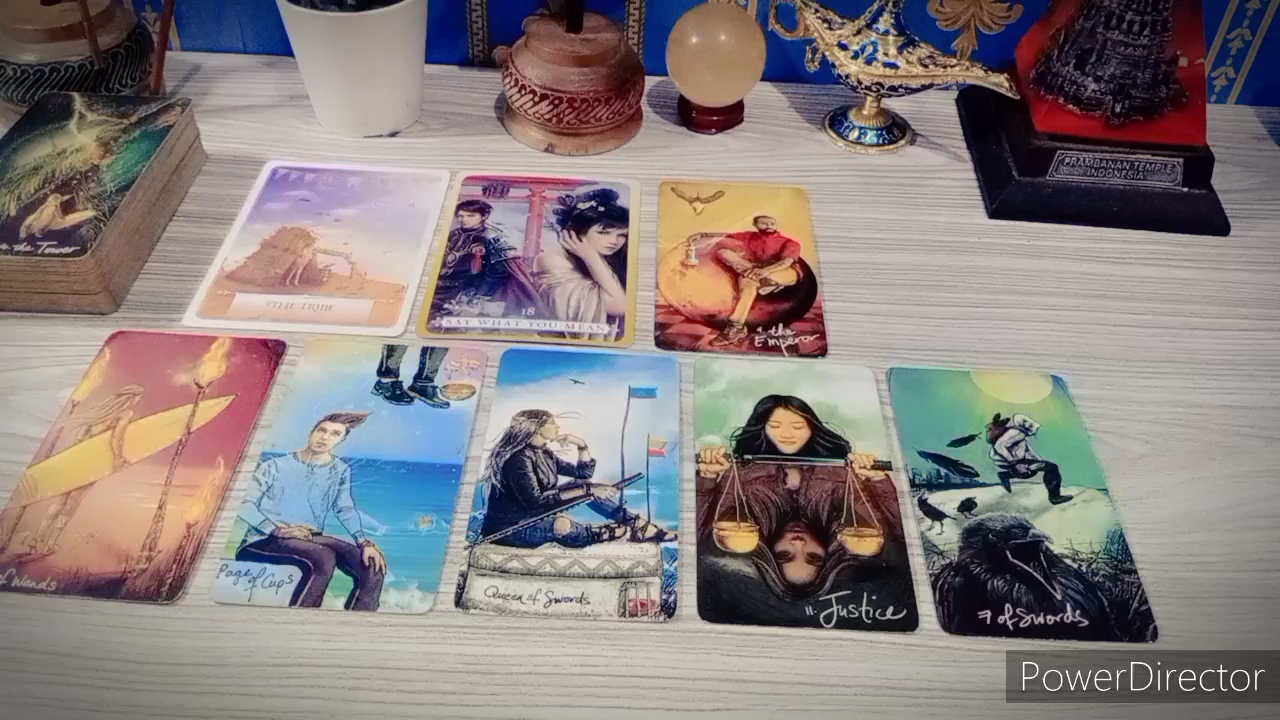 PRAMBANAN TEMPLE
INDONESIA
the Tower
THE TRIBE
18
SAY WHAT YOU MEAN
4 the
Emperor
of Wands
Page of Cups
Queen of Swords
11. Justice
7 of Swords
PowerDirector